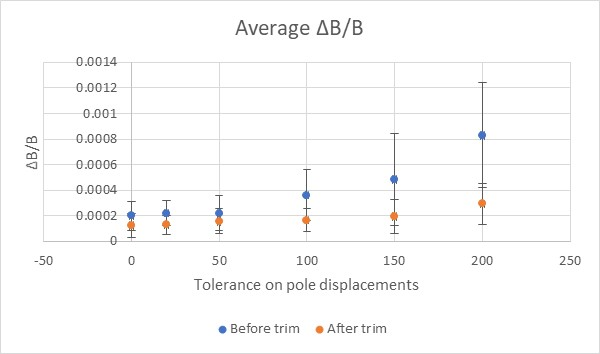 Average ΔB/B
0.0014
0.0012
0.001
0.0008
0.0006
0.0004
0.0002
0
ΔB/B
-50 0 50 100 150 200 250
Tolerance on pole displacements
Before trim After trim